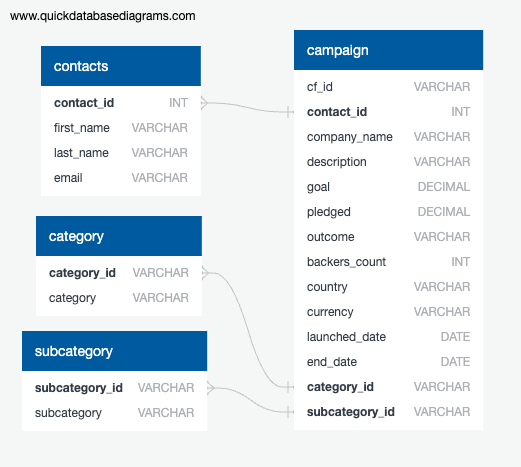 www.quickdatabasediagrams.com
contacts
contact_id INT
first_name VARCHAR
last_name VARCHAR
email VARCHAR
category
category_id VARCHAR
category VARCHAR
subcategory
subcategory_id VARCHAR
subcategory VARCHAR
campaign
cf_id VARCHAR
contact_id INT
company_name VARCHAR
description VARCHAR
goal DECIMAL
pledged DECIMAL
outcome VARCHAR
backers_count INT
country VARCHAR
currency VARCHAR
launched_date DATE
end_date DATE
category_id VARCHAR
subcategory_id VARCHAR